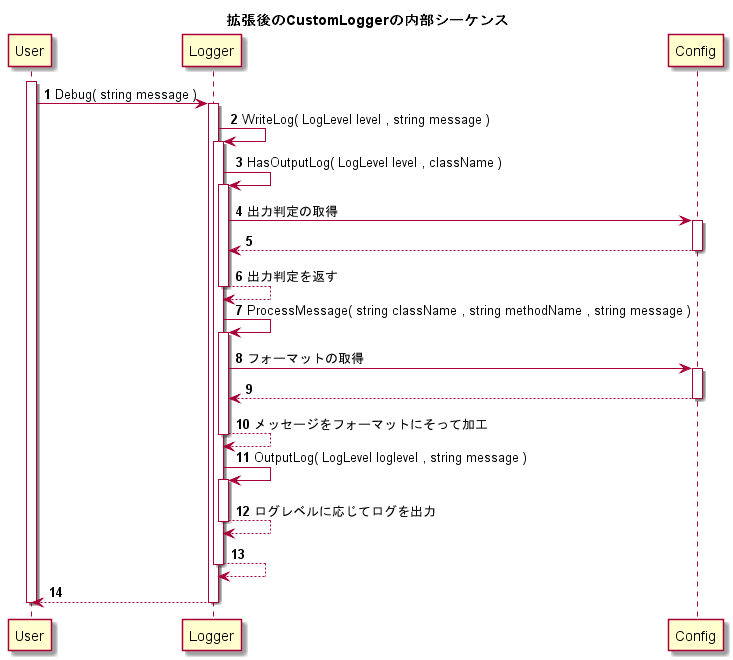 拡張後のCustomLoggerの内部シーケンス
User Logger Config
1 Debug( string message )
2 WriteLog( LogLevel level , string message )
3 HasOutputLog( LogLevel level , className )
4 出力判定の取得
5
6 出力判定を返す
7 ProcessMessage( string className , string methodName , string message )
8 フォーマットの取得
9
10 メッセージをフォーマットにそって加工
11 OutputLog( LogLevel loglevel , string message )
12 ログレベルに応じてログを出力
13
14
User Logger Config